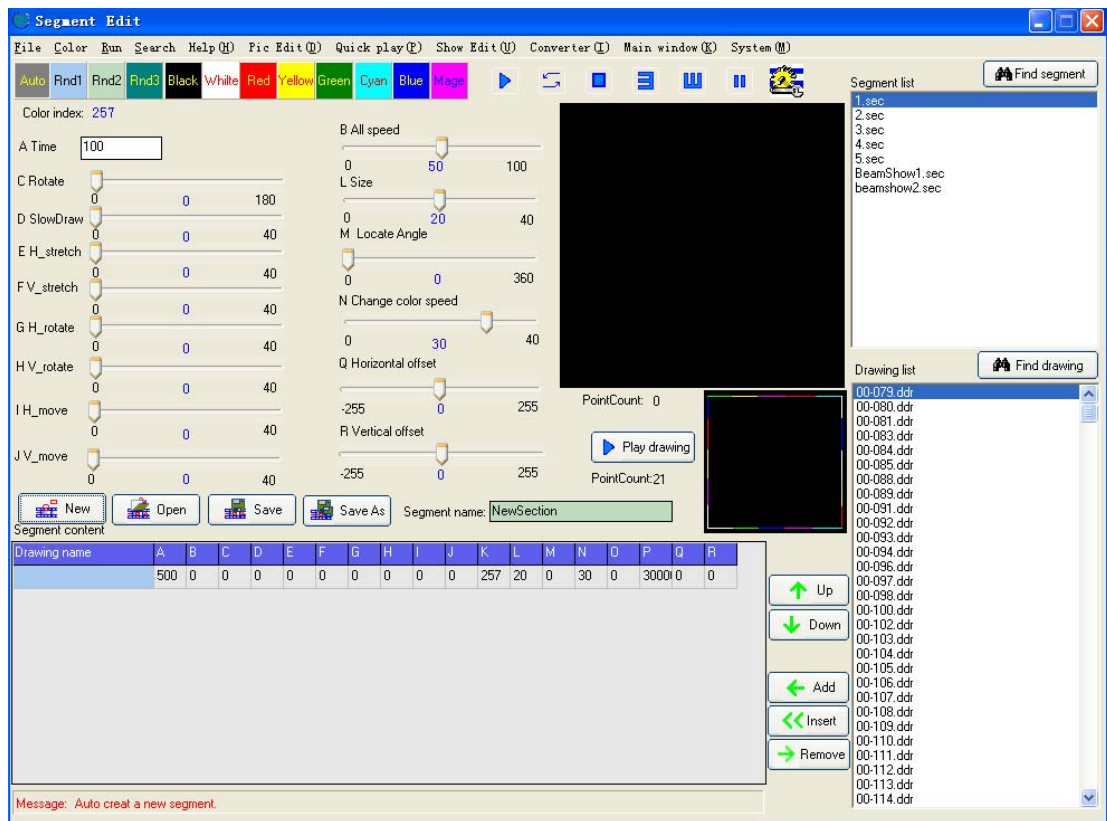 Segment Edit
File Color Run Search Help(H) Pic Edit(D) Quick play(P) Show Edit(U) Converter(I) Main window(K) System(M)
Auto Rnd1 Rnd2 Rnd3 Black White Red Yellow Green Cyan Blue Mage
Find segment
Segment list
Color index: 257
A Time 100
C Rotate
0 0 180
D SlowDraw
0 0 40
E H_stretch
0 0 40
F V_stretch
0 0 40
G H_rotate
0 0 40
H V_rotate
0 0 40
I H_move
0 0 40
J V_move
0 0 40
B All speed
0 50 100
L Size
0 20 40
M Locate Angle
0 0 360
N Change color speed
0 30 40
Q Horizontal offset
-255 0 255
R Vertical offset
-255 0 255
PointCount: 0
Play drawing
PointCount:21
1.sec
2.sec
3.sec
4.sec
5.sec
BeamShow1.sec
beamshow2.sec
Drawing list
Find drawing
00-079.ddr
00-080.ddr
00-081.ddr
00-083.ddr
00-084.ddr
00-085.ddr
00-088.ddr
00-089.ddr
00-091.ddr
00-092.ddr
00-093.ddr
00-094.ddr
00-096.ddr
00-097.ddr
00-098.ddr
00-100.ddr
00-102.ddr
00-103.ddr
00-104.ddr
00-105.ddr
00-106.ddr
00-107.ddr
00-108.ddr
00-109.ddr
00-110.ddr
00-111.ddr
00-112.ddr
00-113.ddr
00-114.ddr
New Open Save Save As Segment name: NewSection
Segment content
Drawing name A B C D E F G H I J K L M N O P Q R
500 0 0 0 0 0 0 0 0 0 257 20 0 30 0 3000 0 0
Up
Down
Add
Insert
Remove
Message: Auto creat a new segment.